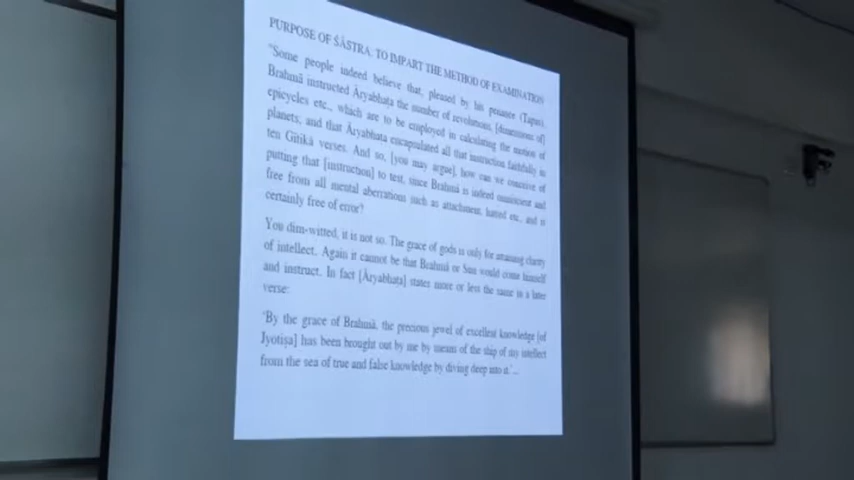 PURPOSE OF ŚĀSTRA: TO IMPART THE METHOD OF EXAMINATION
"Some people indeed believe that, pleased by his penance (Tapas),
Brahmā instructed Āryabhaṭa the number of revolutions, [dimensions of]
epicycles etc., which are to be employed in calculating the motion of
planets, and that Āryabhaṭa encapsulated all that instruction faithfully in
ten Gītikā verses. And so, [you may argue], how can we conceive of
putting that [instruction] to test, since Brahmā is indeed omniscient and
free from all mental aberrations such as attachment, hatred etc., and is
certainly free of error?
You dim-witted, it is not so. The grace of gods is only for attaining clarity
of intellect. Again it cannot be that Brahmā or Sun would come himself
and instruct. In fact [Āryabhaṭa] states more or less the same in a later
verse:
'By the grace of Brahmā, the precious jewel of excellent knowledge [of
Jyotiṣa] has been brought out by me by means of the ship of my intellect
from the sea of true and false knowledge by diving deep into it.'...